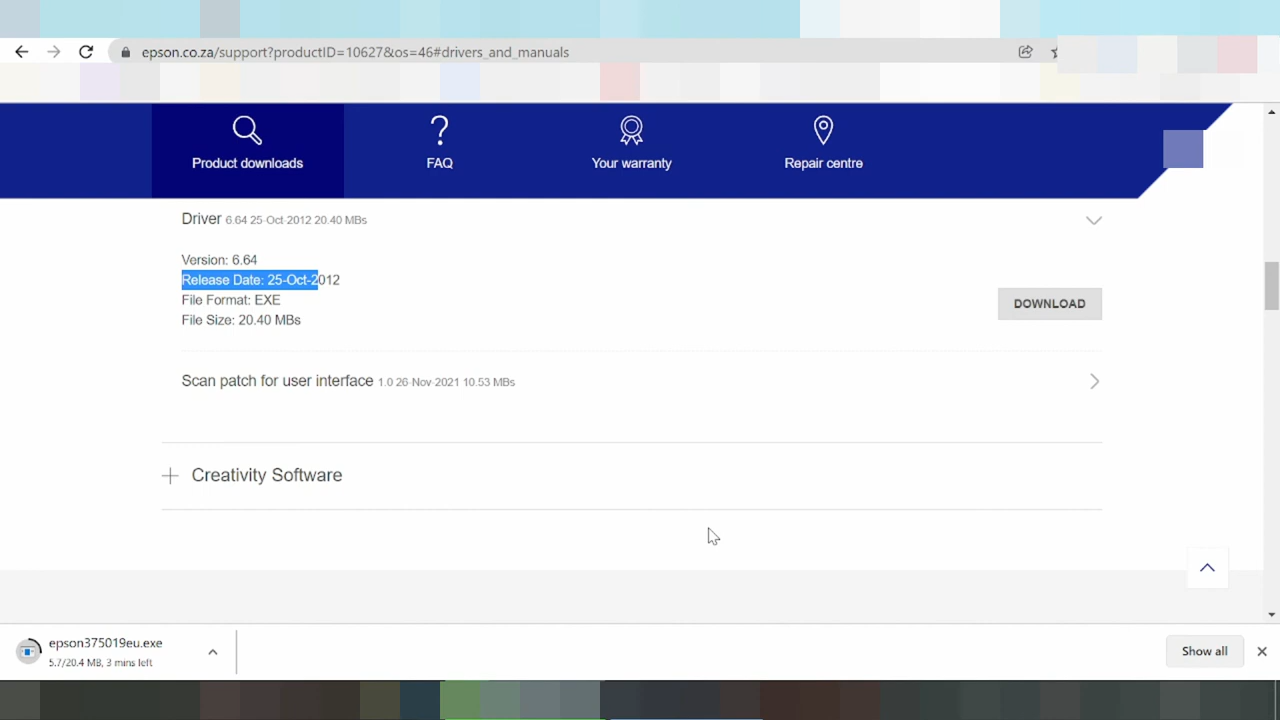 epson.co.za/support?productID=10627&os=46#drivers_and_manuals
Product downloads
FAQ
Your warranty
Repair centre
Driver 6.64 25-Oct-2012 20.40 MBs
Version: 6.64
Release Date: 25-Oct-2012
File Format: EXE
File Size: 20.40 MBs
DOWNLOAD
Scan patch for user interface 1.0 26-Nov-2021 10.53 MBs
Creativity Software
epson375019eu.exe
5.7/20.4 MB, 3 mins left
Show all